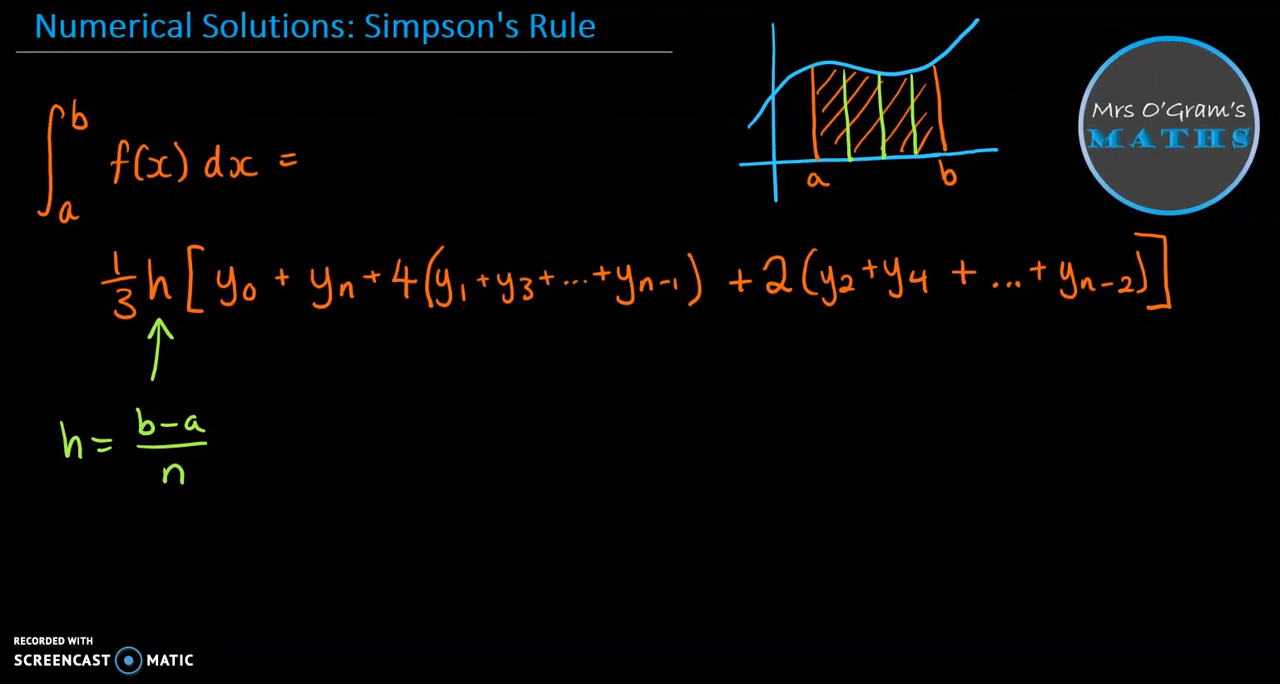 Numerical Solutions: Simpson's Rule
Mrs O'Gram's
MATHS
∫ₐᵇ f(x) dx =
a b
1/3 h [y₀ + yₙ + 4(y₁ + y₃ + ... + yₙ₋₁) + 2(y₂ + y₄ + ... + yₙ₋₂)]
h = (b-a)/n
RECORDED WITH
SCREENCAST MATIC